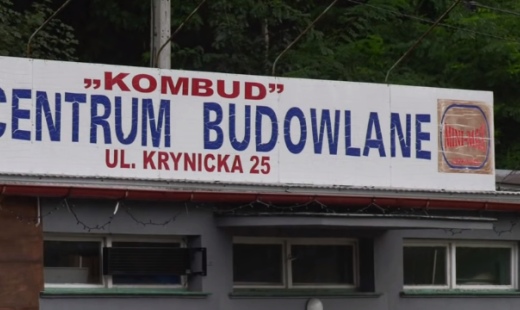 „KOMBUD”
CENTRUM BUDOWLANE
UL. KRYNICKA 25